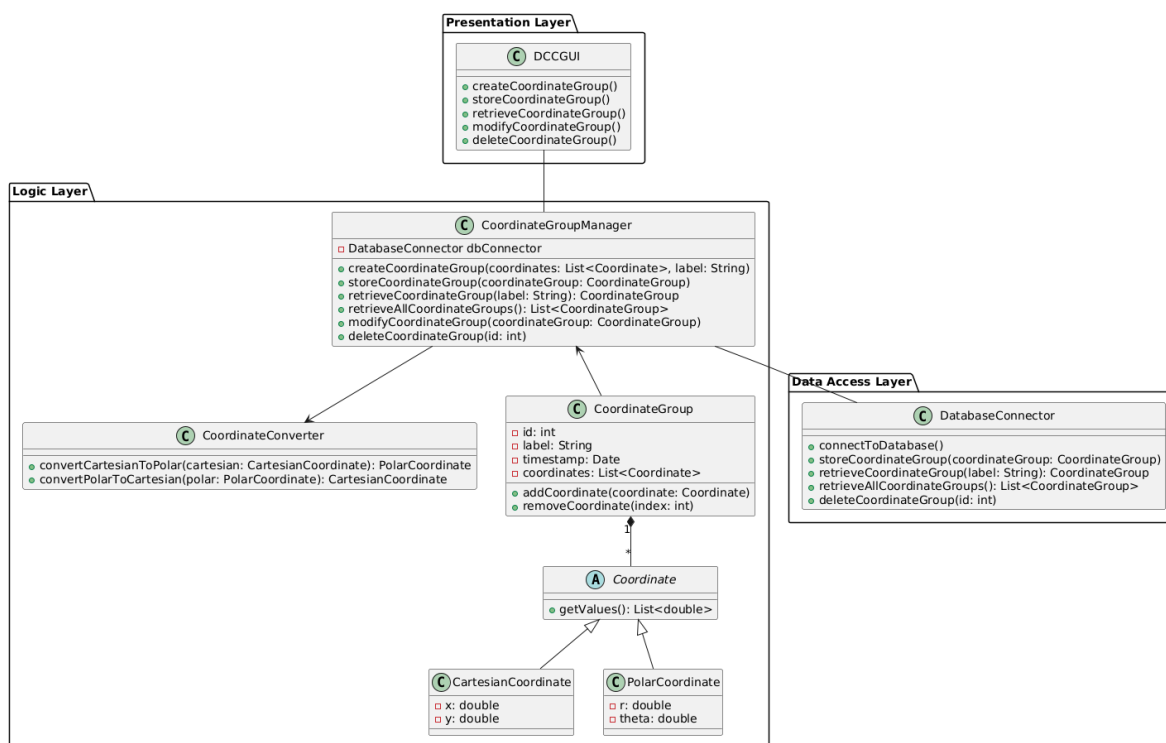 Presentation Layer
C DCCGUI
createCoordinateGroup()
storeCoordinateGroup()
retrieveCoordinateGroup()
modifyCoordinateGroup()
deleteCoordinateGroup()
Logic Layer
C CoordinateGroupManager
DatabaseConnector dbConnector
createCoordinateGroup(coordinates: List<Coordinate>, label: String)
storeCoordinateGroup(coordinateGroup: CoordinateGroup)
retrieveCoordinateGroup(label: String): CoordinateGroup
retrieveAllCoordinateGroups(): List<CoordinateGroup>
modifyCoordinateGroup(coordinateGroup: CoordinateGroup)
deleteCoordinateGroup(id: int)
C CoordinateConverter
convertCartesianToPolar(cartesian: CartesianCoordinate): PolarCoordinate
convertPolarToCartesian(polar: PolarCoordinate): CartesianCoordinate
C CoordinateGroup
id: int
label: String
timestamp: Date
coordinates: List<Coordinate>
addCoordinate(coordinate: Coordinate)
removeCoordinate(index: int)
Data Access Layer
C DatabaseConnector
connectToDatabase()
storeCoordinateGroup(coordinateGroup: CoordinateGroup)
retrieveCoordinateGroup(label: String): CoordinateGroup
retrieveAllCoordinateGroups(): List<CoordinateGroup>
deleteCoordinateGroup(id: int)
1
*
A Coordinate
getValues(): List<double>
C CartesianCoordinate
x: double
y: double
C PolarCoordinate
r: double
theta: double